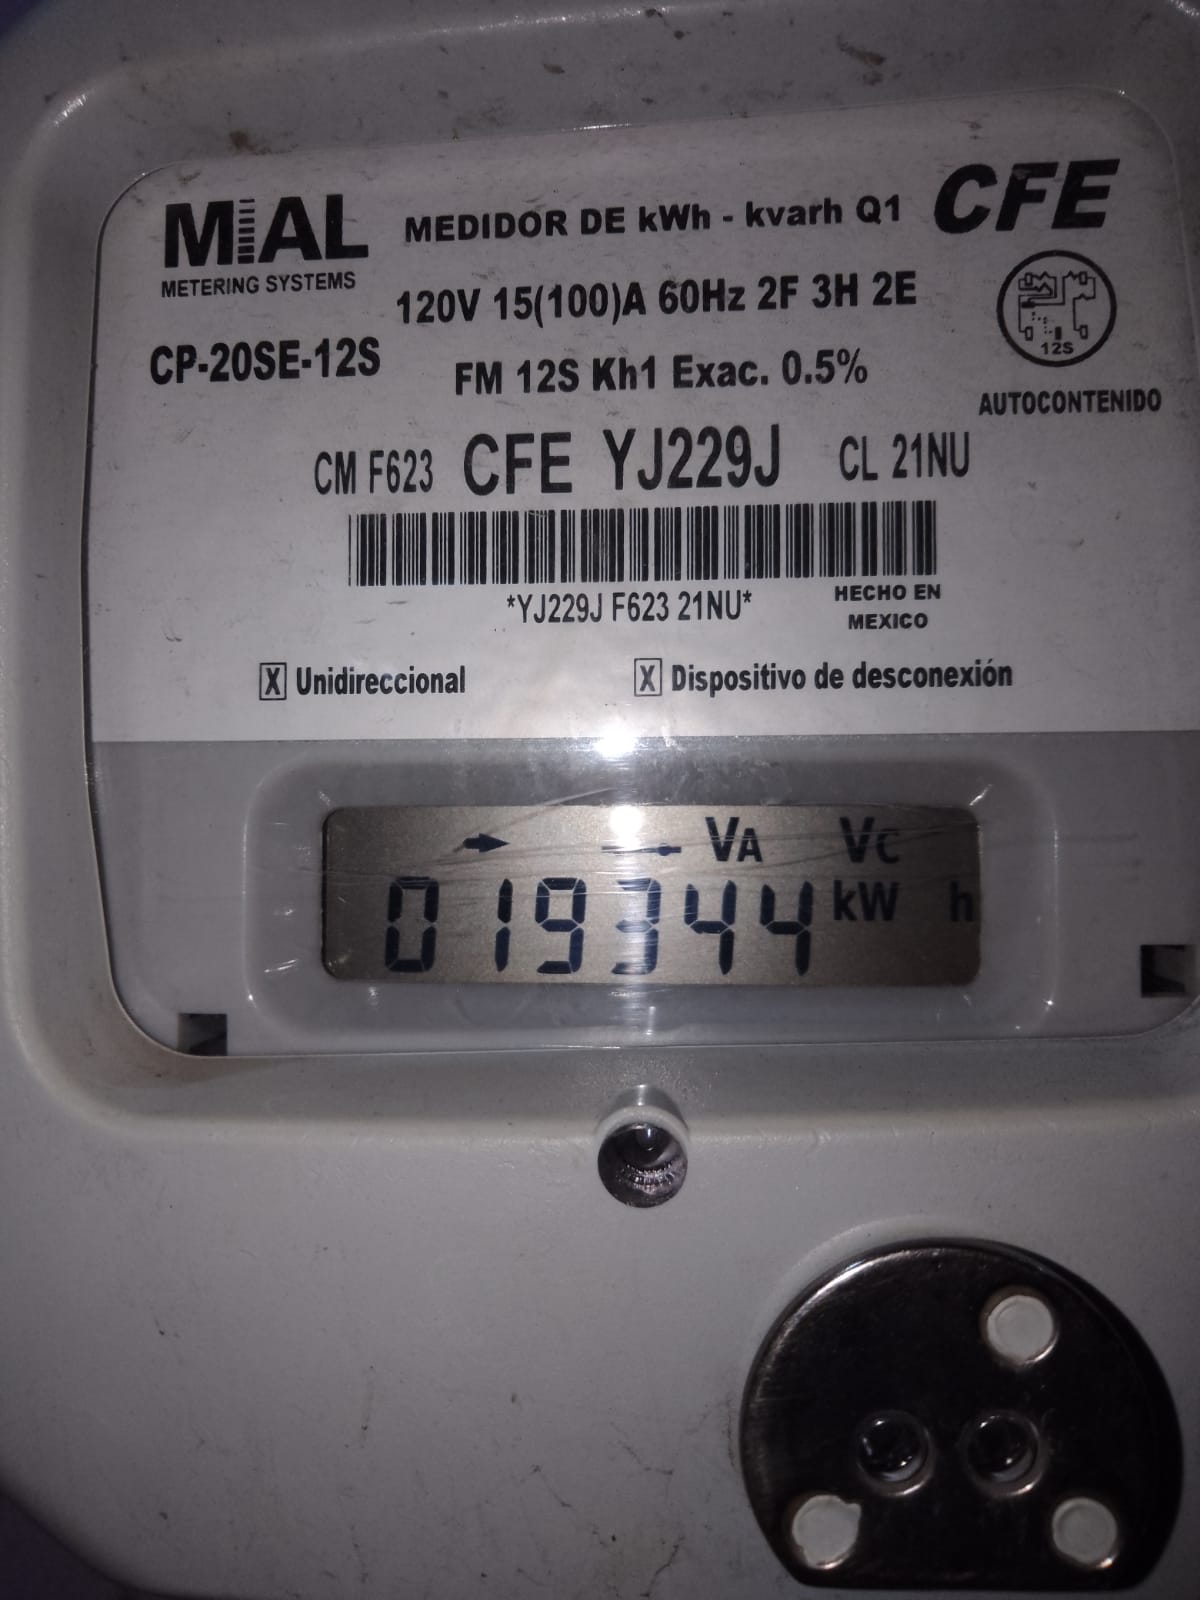 MIAL
METERING SYSTEMS
MEDIDOR DE kWh - kvarh Q1
CFE
120V 15(100)A 60Hz 2F 3H 2E
12S
CP-20SE-12S
FM 12S Kh1 Exac. 0.5%
AUTOCONTENIDO
CM F623 CFE YJ229J CL 21NU
*YJ229J F623 21NU*
HECHO EN
MEXICO
X Unidireccional
X Dispositivo de desconexión
VA VC
019344 kW h